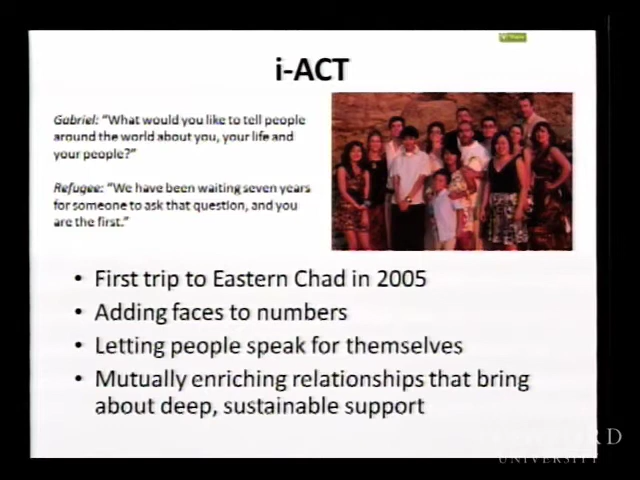 i-ACT
Gabriel: "What would you like to tell people
around the world about you, your life and
your people?"
Refugee: "We have been waiting seven years
for someone to ask that question, and you
are the first."
• First trip to Eastern Chad in 2005
• Adding faces to numbers
• Letting people speak for themselves
• Mutually enriching relationships that bring
about deep, sustainable support
UNIVERSITY